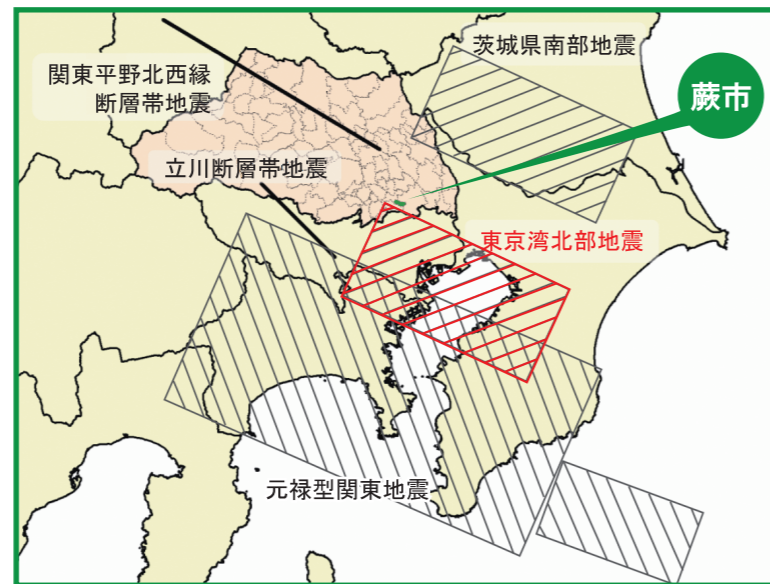 茨城県南部地震
関東平野北西縁
断層帯地震
蕨市
立川断層帯地震
東京湾北部地震
元禄型関東地震